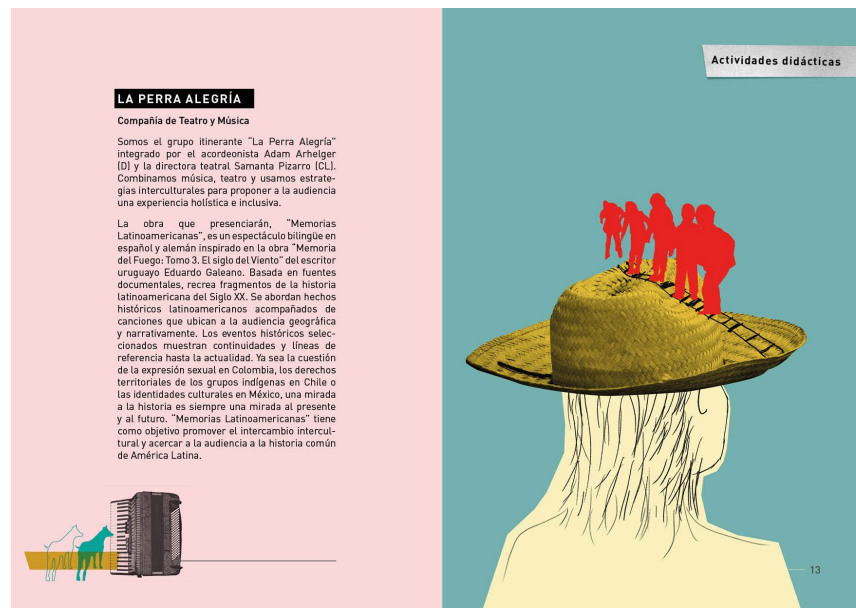 LA PERRA ALEGRÍA
Compañía de Teatro y Música
Somos el grupo itinerante “La Perra Alegría”
integrado por el acordeonista Adam Arhelger
(D) y la directora teatral Samanta Pizarro (CL).
Combinamos música, teatro y usamos estrate-
gias interculturales para proponer a la audiencia
una experiencia holística e inclusiva.
La obra que presenciarán, “Memorias
Latinoamericanas”, es un espectáculo bilingüe en
español y alemán inspirado en la obra “Memoria
del Fuego: Tomo 3. El siglo del Viento” del escritor
uruguayo Eduardo Galeano. Basada en fuentes
documentales, recrea fragmentos de la historia
latinoamericana del Siglo XX. Se abordan hechos
históricos latinoamericanos acompañados de
canciones que ubican a la audiencia geográfica
y narrativamente. Los eventos históricos selec-
cionados muestran continuidades y líneas de
referencia hasta la actualidad. Ya sea la cuestión
de la expresión sexual en Colombia, los derechos
territoriales de los grupos indígenas en Chile o
las identidades culturales en México, una mirada
a la historia es siempre una mirada al presente
y al futuro. “Memorias Latinoamericanas” tiene
como objetivo promover el intercambio intercul-
tural y acercar a la audiencia a la historia común
de América Latina.
Actividades didácticas
13